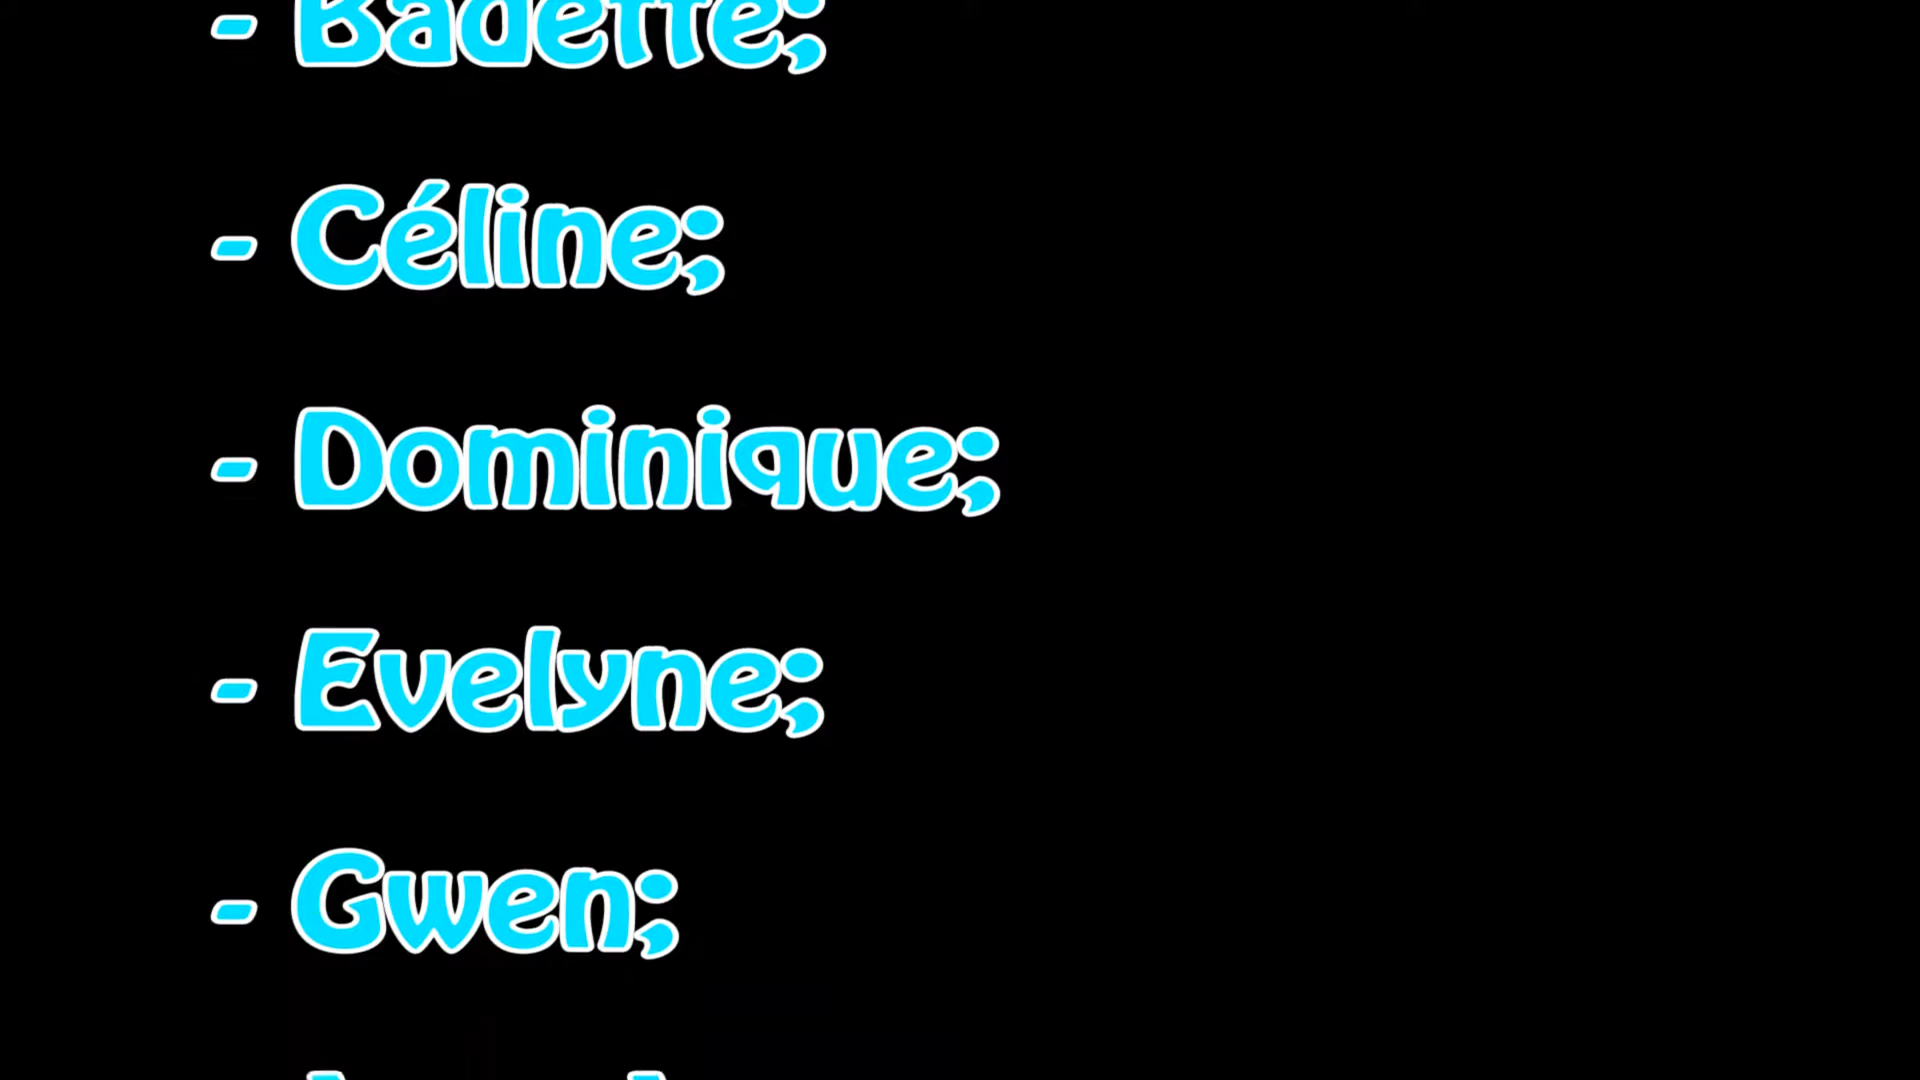 - Badette;
- Céline;
- Dominique;
- Evelyne;
- Gwen;